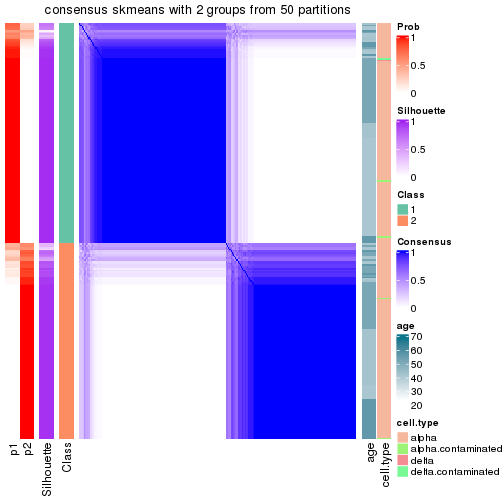 consensus skmeans with 2 groups from 50 partitions
Prob
1
0.5
0
Silhouette
1
0.5
0
Class
1
2
Consensus
1
0.5
0
age
70
60
50
40
30
20
cell.type
alpha
alpha.contaminated
delta
delta.contaminated
p1
p2
Silhouette
Class
age
cell.type